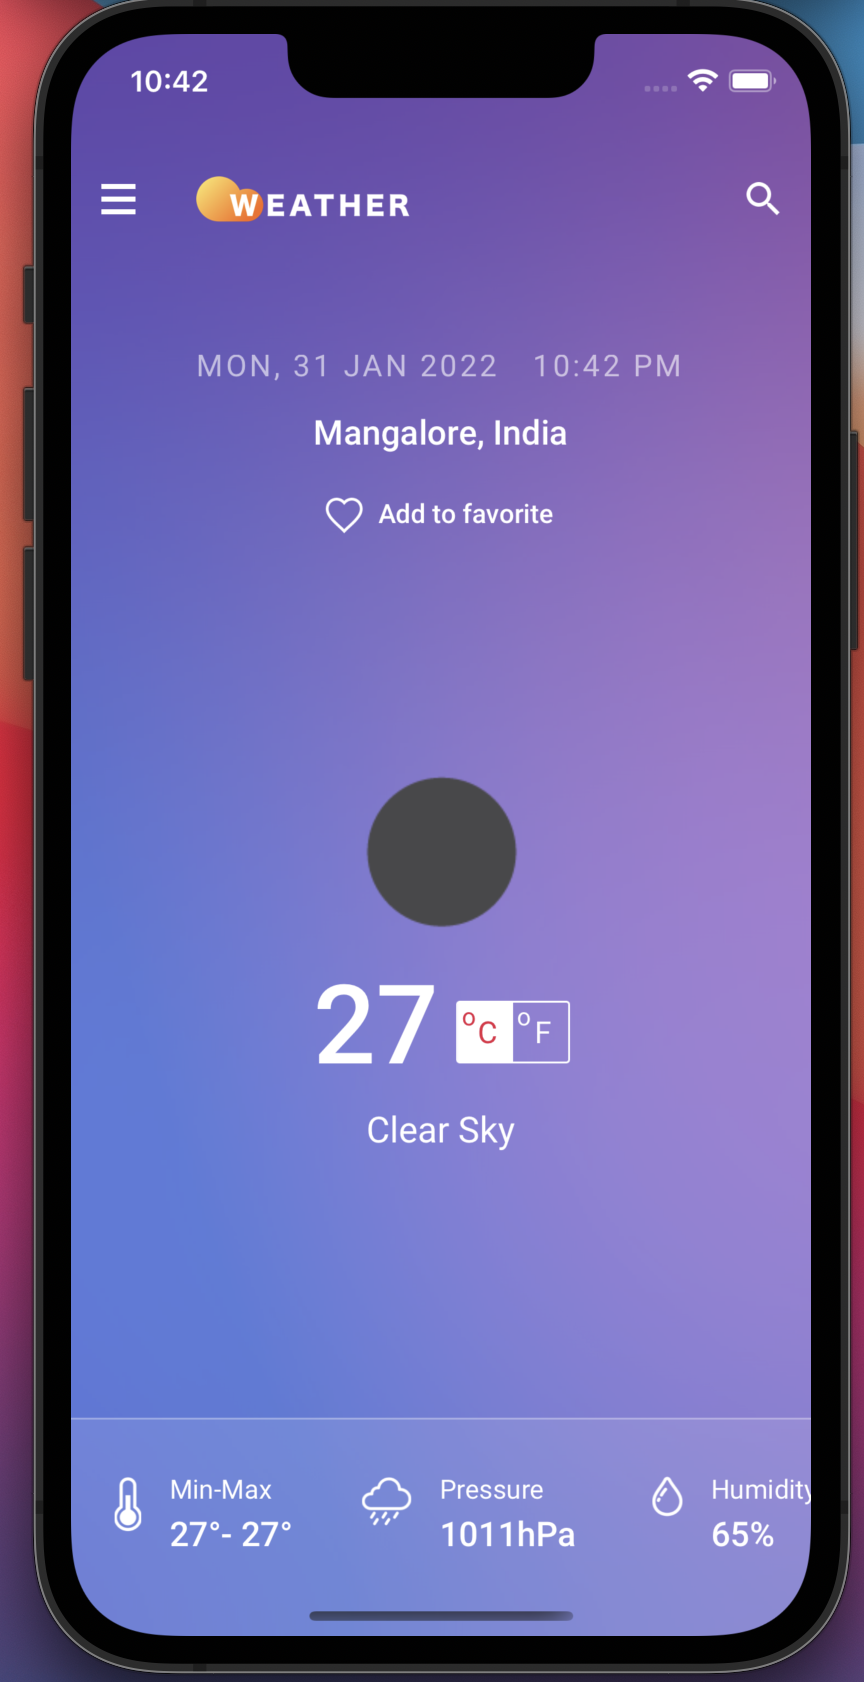 10:42
WEATHER
MON, 31 JAN 2022 10:42 PM
Mangalore, India
Add to favorite
27 °C °F
Clear Sky
Min-Max Pressure Humidity
27°- 27° 1011hPa 65%